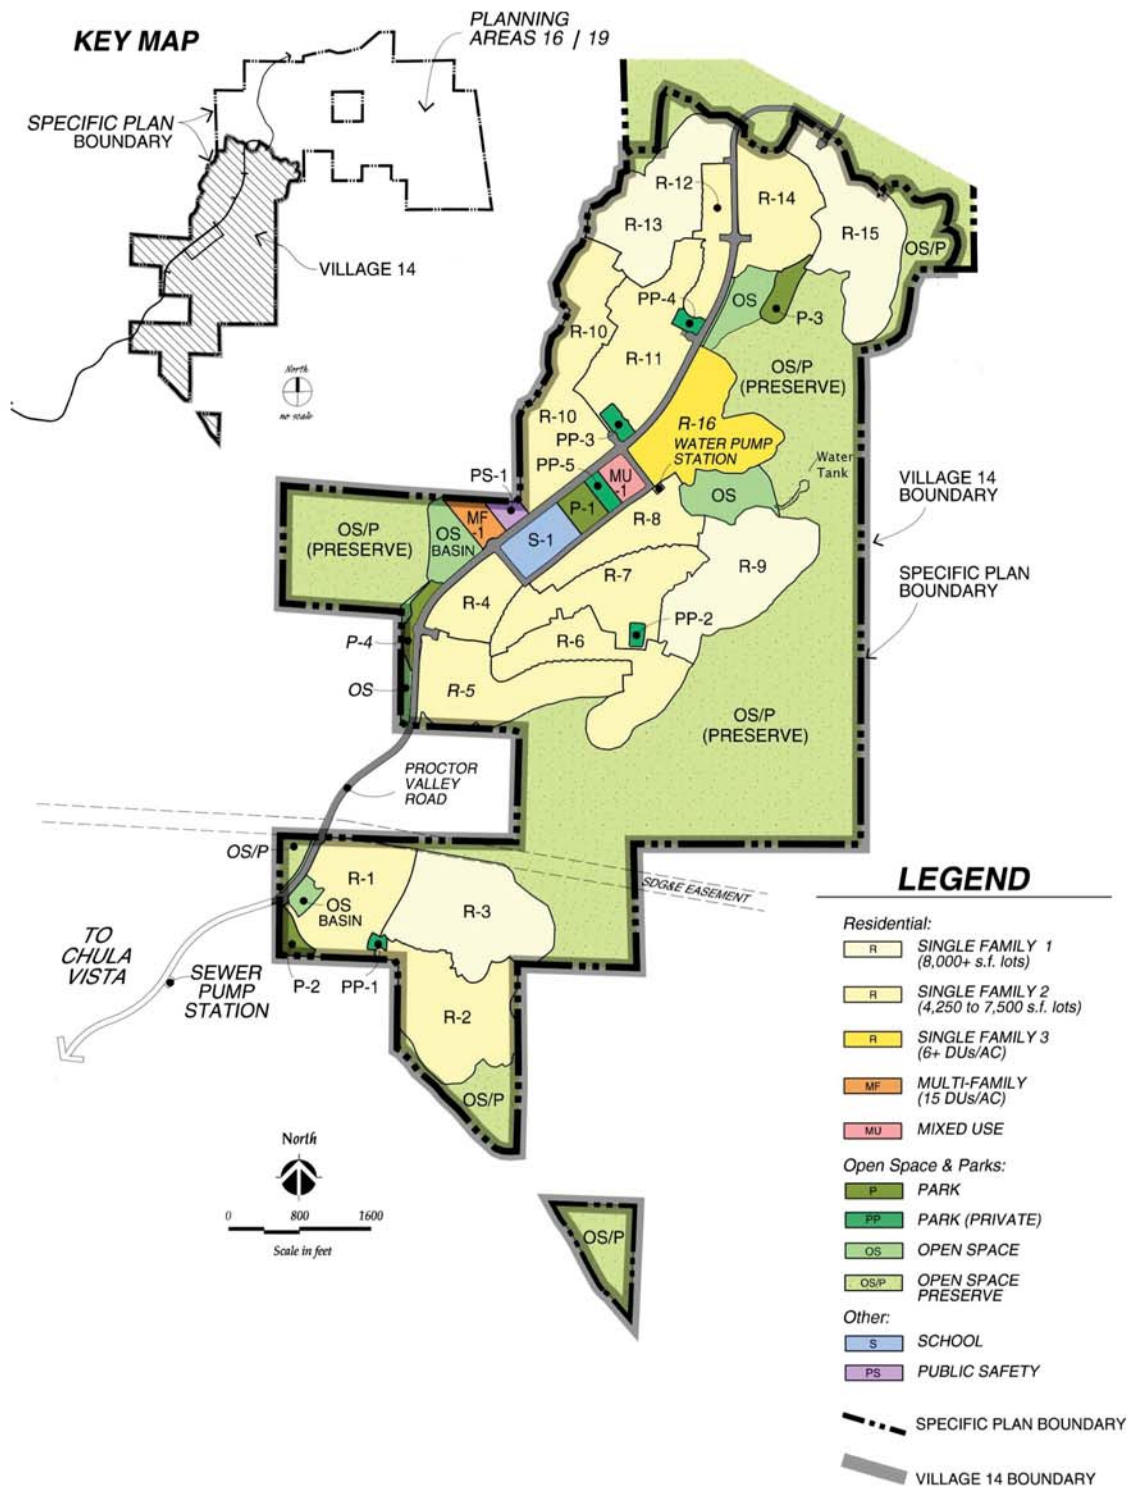 KEY MAP
PLANNING
AREAS 16 / 19
SPECIFIC PLAN
BOUNDARY
VILLAGE 14
North
no scale
R-12
R-14
R-13
R-15
OS/P
PP-4
OS
P-3
R-10
R-11
OS/P
(PRESERVE)
R-10
R-16
PP-3
WATER PUMP
STATION
Water
Tank
PP-5
MU
-1
PS-1
OS
VILLAGE 14
BOUNDARY
P-1
R-8
MF
-1
OS
BASIN
OS/P
(PRESERVE)
S-1
R-9
R-7
SPECIFIC PLAN
BOUNDARY
R-4
PP-2
P-4
R-6
OS
R-5
OS/P
(PRESERVE)
PROCTOR
VALLEY
ROAD
OS/P
R-1
SDG&E EASEMENT
OS
BASIN
R-3
TO
CHULA
VISTA
SEWER
PUMP
STATION
P-2
PP-1
R-2
OS/P
North
0 800 1600
Scale in feet
OS/P
LEGEND
Residential:
R SINGLE FAMILY 1
(8,000+ s.f. lots)
R SINGLE FAMILY 2
(4,250 to 7,500 s.f. lots)
R SINGLE FAMILY 3
(6+ DUs/AC)
MF MULTI-FAMILY
(15 DUs/AC)
MU MIXED USE
Open Space & Parks:
P PARK
PP PARK (PRIVATE)
OS OPEN SPACE
OS/P OPEN SPACE
PRESERVE
Other:
S SCHOOL
PS PUBLIC SAFETY
SPECIFIC PLAN BOUNDARY
VILLAGE 14 BOUNDARY